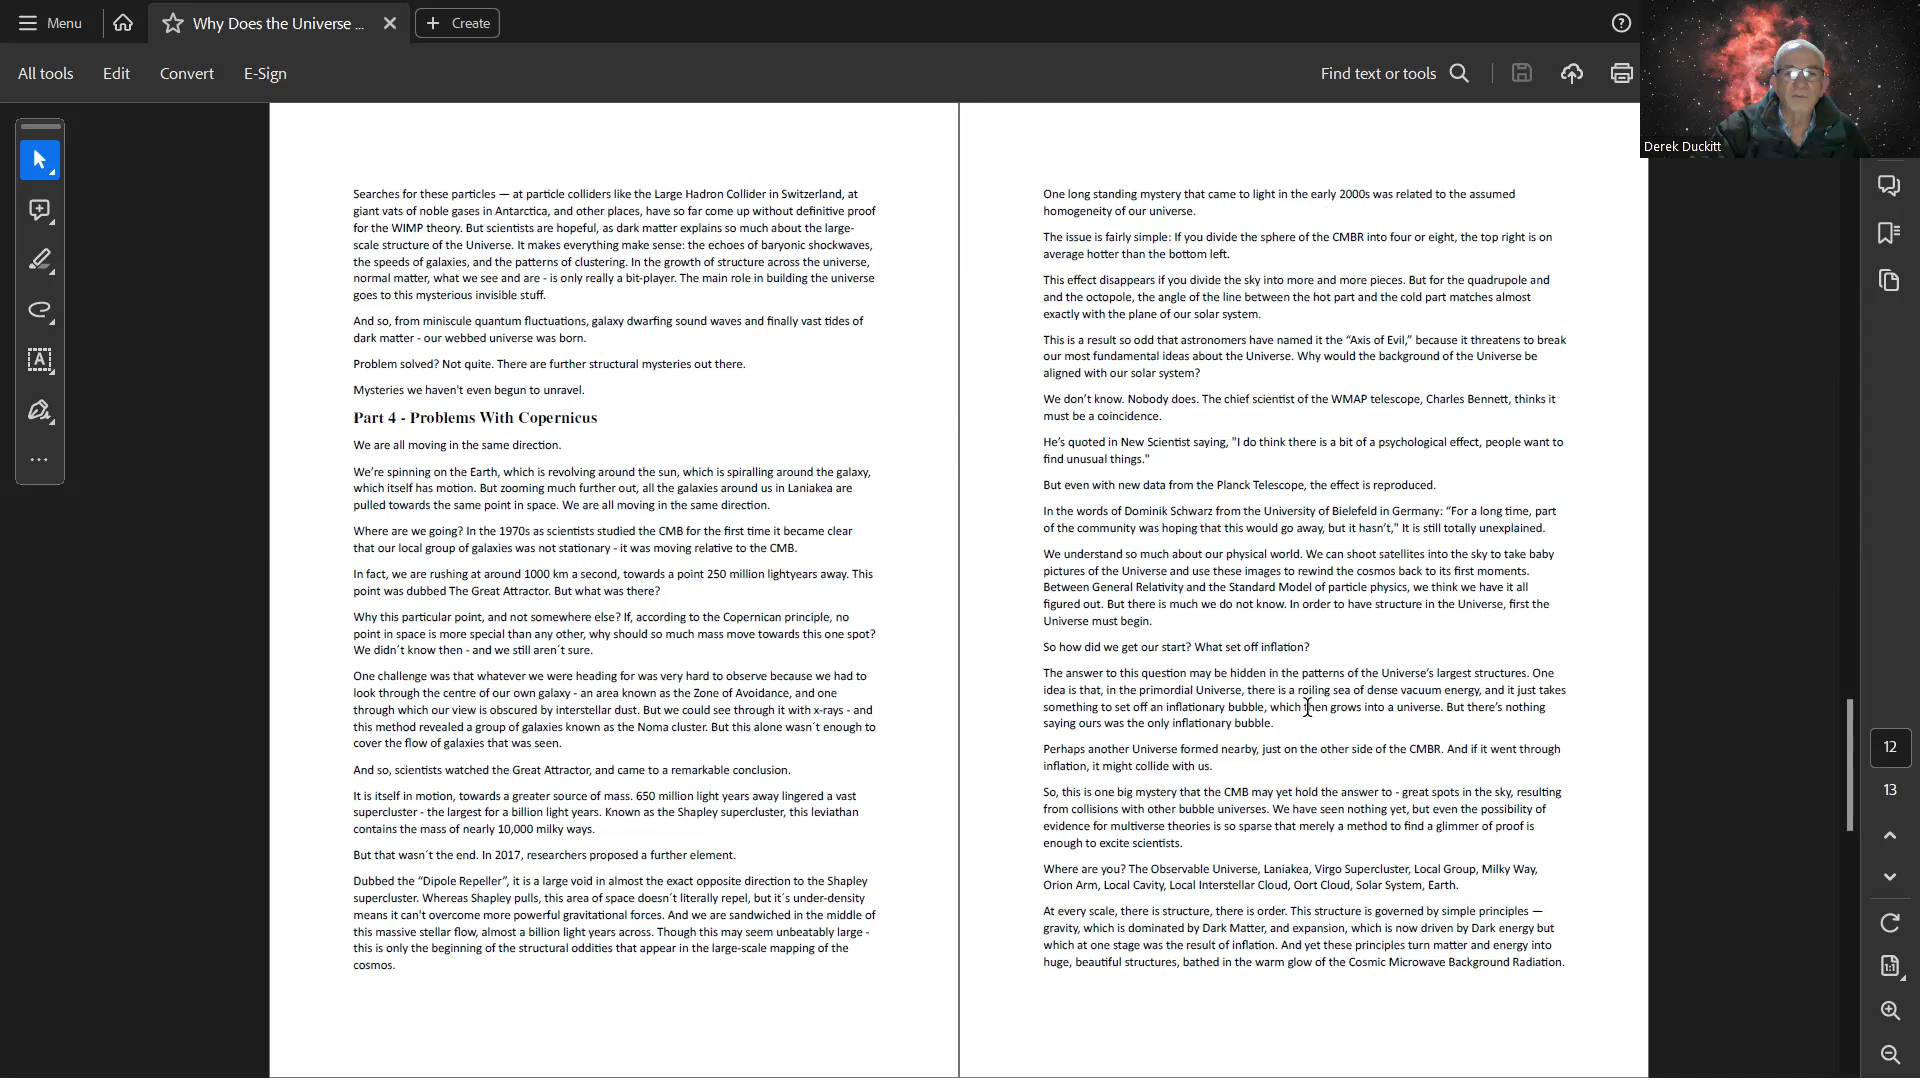 Menu
Why Does the Universe ...
Create
All tools
Edit
Convert
E-Sign
Find text or tools
Derek Duckitt
Searches for these particles — at particle colliders like the Large Hadron Collider in Switzerland, at
giant vats of noble gases in Antarctica, and other places, have so far come up without definitive proof
for the WIMP theory. But scientists are hopeful, as dark matter explains so much about the large-
scale structure of the Universe. It makes everything make sense: the echoes of baryonic shockwaves,
the speeds of galaxies, and the patterns of clustering. In the growth of structure across the universe,
normal matter, what we see and are - is only really a bit-player. The main role in building the universe
goes to this mysterious invisible stuff.
And so, from miniscule quantum fluctuations, galaxy dwarfing sound waves and finally vast tides of
dark matter - our webbed universe was born.
Problem solved? Not quite. There are further structural mysteries out there.
Mysteries we haven't even begun to unravel.
Part 4 - Problems With Copernicus
We are all moving in the same direction.
We’re spinning on the Earth, which is revolving around the sun, which is spiralling around the galaxy,
which itself has motion. But zooming much further out, all the galaxies around us in Laniakea are
pulled towards the same point in space. We are all moving in the same direction.
Where are we going? In the 1970s as scientists studied the CMB for the first time it became clear
that our local group of galaxies was not stationary - it was moving relative to the CMB.
In fact, we are rushing at around 1000 km a second, towards a point 250 million lightyears away. This
point was dubbed The Great Attractor. But what was there?
Why this particular point, and not somewhere else? If, according to the Copernican principle, no
point in space is more special than any other, why should so much mass move towards this one spot?
We didn´t know then - and we still aren´t sure.
One challenge was that whatever we were heading for was very hard to observe because we had to
look through the centre of our own galaxy - an area known as the Zone of Avoidance, and one
through which our view is obscured by interstellar dust. But we could see through it with x-rays - and
this method revealed a group of galaxies known as the Noma cluster. But this alone wasn´t enough to
cover the flow of galaxies that was seen.
And so, scientists watched the Great Attractor, and came to a remarkable conclusion.
It is itself in motion, towards a greater source of mass. 650 million light years away lingered a vast
supercluster - the largest for a billion light years. Known as the Shapley supercluster, this leviathan
contains the mass of nearly 10,000 milky ways.
But that wasn´t the end. In 2017, researchers proposed a further element.
Dubbed the “Dipole Repeller”, it is a large void in almost the exact opposite direction to the Shapley
supercluster. Whereas Shapley pulls, this area of space doesn´t literally repel, but it´s under-density
means it can't overcome more powerful gravitational forces. And we are sandwiched in the middle of
this massive stellar flow, almost a billion light years across. Though this may seem unbeatably large -
this is only the beginning of the structural oddities that appear in the large-scale mapping of the
cosmos.
One long standing mystery that came to light in the early 2000s was related to the assumed
homogeneity of our universe.
The issue is fairly simple: If you divide the sphere of the CMBR into four or eight, the top right is on
average hotter than the bottom left.
This effect disappears if you divide the sky into more and more pieces. But for the quadrupole and
and the octopole, the angle of the line between the hot part and the cold part matches almost
exactly with the plane of our solar system.
This is a result so odd that astronomers have named it the “Axis of Evil,” because it threatens to break
our most fundamental ideas about the Universe. Why would the background of the Universe be
aligned with our solar system?
We don’t know. Nobody does. The chief scientist of the WMAP telescope, Charles Bennett, thinks it
must be a coincidence.
He’s quoted in New Scientist saying, "I do think there is a bit of a psychological effect, people want to
find unusual things."
But even with new data from the Planck Telescope, the effect is reproduced.
In the words of Dominik Schwarz from the University of Bielefeld in Germany: “For a long time, part
of the community was hoping that this would go away, but it hasn’t," It is still totally unexplained.
We understand so much about our physical world. We can shoot satellites into the sky to take baby
pictures of the Universe and use these images to rewind the cosmos back to its first moments.
Between General Relativity and the Standard Model of particle physics, we think we have it all
figured out. But there is much we do not know. In order to have structure in the Universe, first the
Universe must begin.
So how did we get our start? What set off inflation?
The answer to this question may be hidden in the patterns of the Universe’s largest structures. One
idea is that, in the primordial Universe, there is a roiling sea of dense vacuum energy, and it just takes
something to set off an inflationary bubble, which then grows into a universe. But there’s nothing
saying ours was the only inflationary bubble.
Perhaps another Universe formed nearby, just on the other side of the CMBR. And if it went through
inflation, it might collide with us.
So, this is one big mystery that the CMB may yet hold the answer to - great spots in the sky, resulting
from collisions with other bubble universes. We have seen nothing yet, but even the possibility of
evidence for multiverse theories is so sparse that merely a method to find a glimmer of proof is
enough to excite scientists.
Where are you? The Observable Universe, Laniakea, Virgo Supercluster, Local Group, Milky Way,
Orion Arm, Local Cavity, Local Interstellar Cloud, Oort Cloud, Solar System, Earth.
At every scale, there is structure, there is order. This structure is governed by simple principles —
gravity, which is dominated by Dark Matter, and expansion, which is now driven by Dark energy but
which at one stage was the result of inflation. And yet these principles turn matter and energy into
huge, beautiful structures, bathed in the warm glow of the Cosmic Microwave Background Radiation.
12
13
1:1